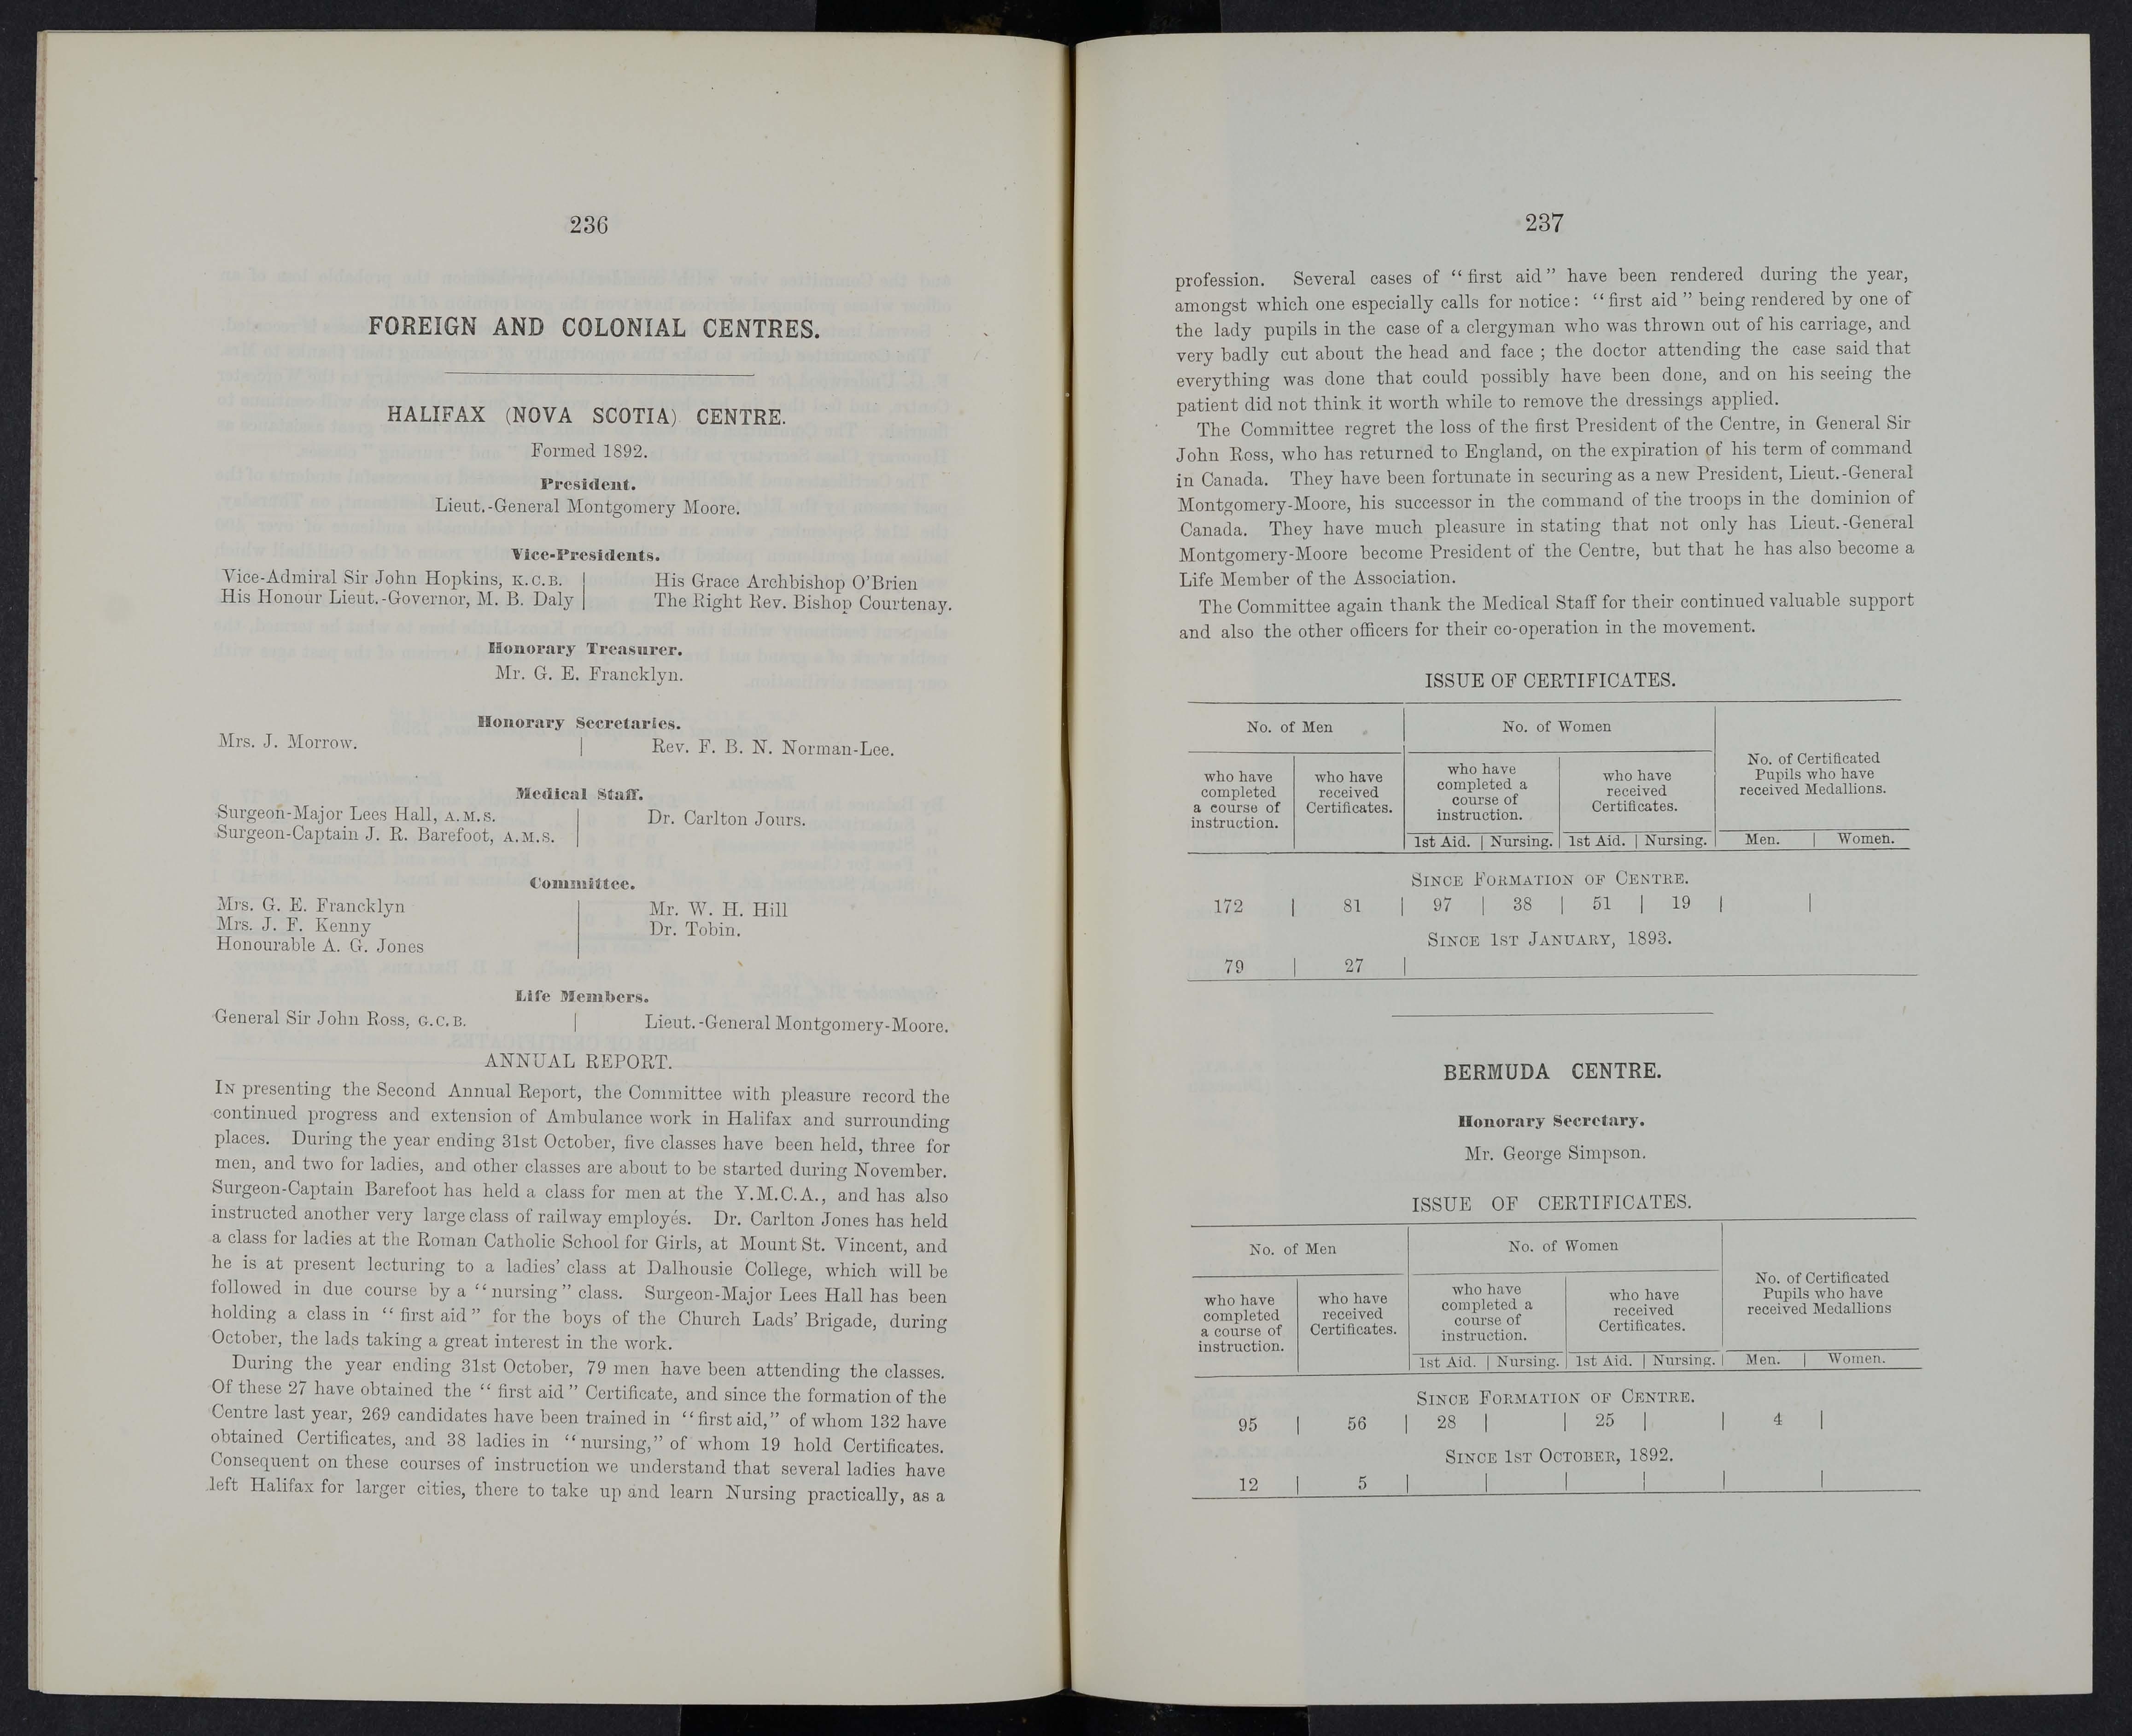 236
FOREIGN AND COLONIAL CENTRES.
HALIFAX (NOVA SCOTIA) CENTRE.
Formed 1892.
President.
Lieut.-General Montgomery Moore.
Vice-Presidents.
Vice-Admiral Sir John Hopkins, K.C.B. | His Grace Archbishop O'Brien
His Honour Lieut.-Governor, M. B. Daly | The Right Rev. Bishop Courtenay.
Honorary Treasurer.
Mr. G. E. Francklyn.
Honorary Secretaries.
Mrs. J. Morrow. | Rev. F. B. N. Norman-Lee.
Medical Staff.
Surgeon-Major Lees Hall, A.M.S. | Dr. Carlton Jours.
Surgeon-Captain J. R. Barefoot, A.M.S.
Committee.
Mrs. G. E. Francklyn | Mr. W. H. Hill
Mrs. J. F. Kenny | Dr. Tobin.
Honourable A. G. Jones
Life Members.
General Sir John Ross, G.C.B. | Lieut.-General Montgomery-Moore.
ANNUAL REPORT.
IN presenting the Second Annual Report, the Committee with pleasure record the
continued progress and extension of Ambulance work in Halifax and surrounding
places. During the year ending 31st October, five classes have been held, three for
men, and two for ladies, and other classes are about to be started during November.
Surgeon-Captain Barefoot has held a class for men at the Y.M.C.A., and has also
instructed another very large class of railway employés. Dr. Carlton Jones has held
a class for ladies at the Roman Catholic School for Girls, at Mount St. Vincent, and
he is at present lecturing to a ladies' class at Dalhousie College, which will be
followed in due course by a "nursing" class. Surgeon-Major Lees Hall has been
holding a class in "first aid" for the boys of the Church Lads' Brigade, during
October, the lads taking a great interest in the work.
During the year ending 31st October, 79 men have been attending the classes.
Of these 27 have obtained the "first aid" Certificate, and since the formation of the
Centre last year, 269 candidates have been trained in "first aid," of whom 132 have
obtained Certificates, and 38 ladies in "nursing," of whom 19 hold Certificates.
Consequent on these courses of instruction we understand that several ladies have
left Halifax for larger cities, there to take up and learn Nursing practically, as a
237
profession. Several cases of "first aid" have been rendered during the year,
amongst which one especially calls for notice: "first aid" being rendered by one of
the lady pupils in the case of a clergyman who was thrown out of his carriage, and
very badly cut about the head and face; the doctor attending the case said that
everything was done that could possibly have been done, and on his seeing the
patient did not think it worth while to remove the dressings applied.
The Committee regret the loss of the first President of the Centre, in General Sir
John Ross, who has returned to England, on the expiration of his term of command
in Canada. They have been fortunate in securing as a new President, Lieut.-General
Montgomery-Moore, his successor in the command of the troops in the dominion of
Canada. They have much pleasure in stating that not only has Lieut.-General
Montgomery-Moore become President of the Centre, but that he has also become a
Life Member of the Association.
The Committee again thank the Medical Staff for their continued valuable support
and also the other officers for their co-operation in the movement.
ISSUE OF CERTIFICATES.
No. of Men | No. of Women | No. of Certificated Pupils who have received Medallions.
who have completed a course of instruction. | who have received Certificates. | who have completed a course of instruction. | who have received Certificates.
1st Aid. | Nursing. | 1st Aid. | Nursing. | Men. | Women.
SINCE FORMATION OF CENTRE.
172 | 81 | 97 | 38 | 51 | 19 | |
SINCE 1ST JANUARY, 1893.
79 | 27 |
BERMUDA CENTRE.
Honorary Secretary.
Mr. George Simpson.
ISSUE OF CERTIFICATES.
No. of Men | No. of Women | No. of Certificated Pupils who have received Medallions
who have completed a course of instruction. | who have received Certificates. | who have completed a course of instruction. | who have received Certificates.
1st Aid. | Nursing. | 1st Aid. | Nursing. | Men. | Women.
SINCE FORMATION OF CENTRE.
95 | 56 | 28 | | 25 | | 4 |
SINCE 1ST OCTOBER, 1892.
12 | 5 | | | | | |